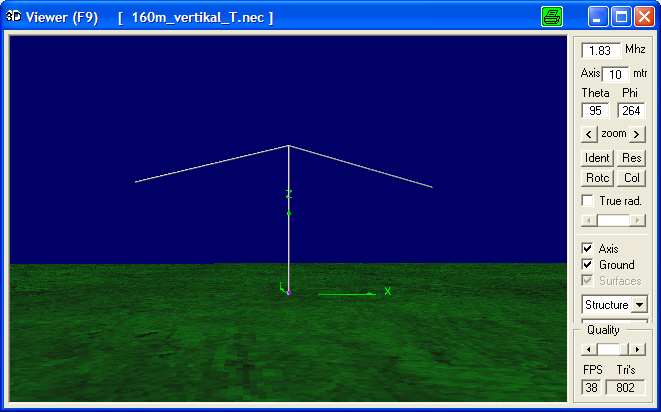 3D Viewer (F9) [ 160m_vertikal_T.nec ]
1.83 Mhz
Axis 10 mtr
Theta Phi
95 264
< zoom >
Ident Res
Rotc Col
True rad.
Axis
Ground
Surfaces
Structure
Quality
FPS Tri's
38 802
Z
X